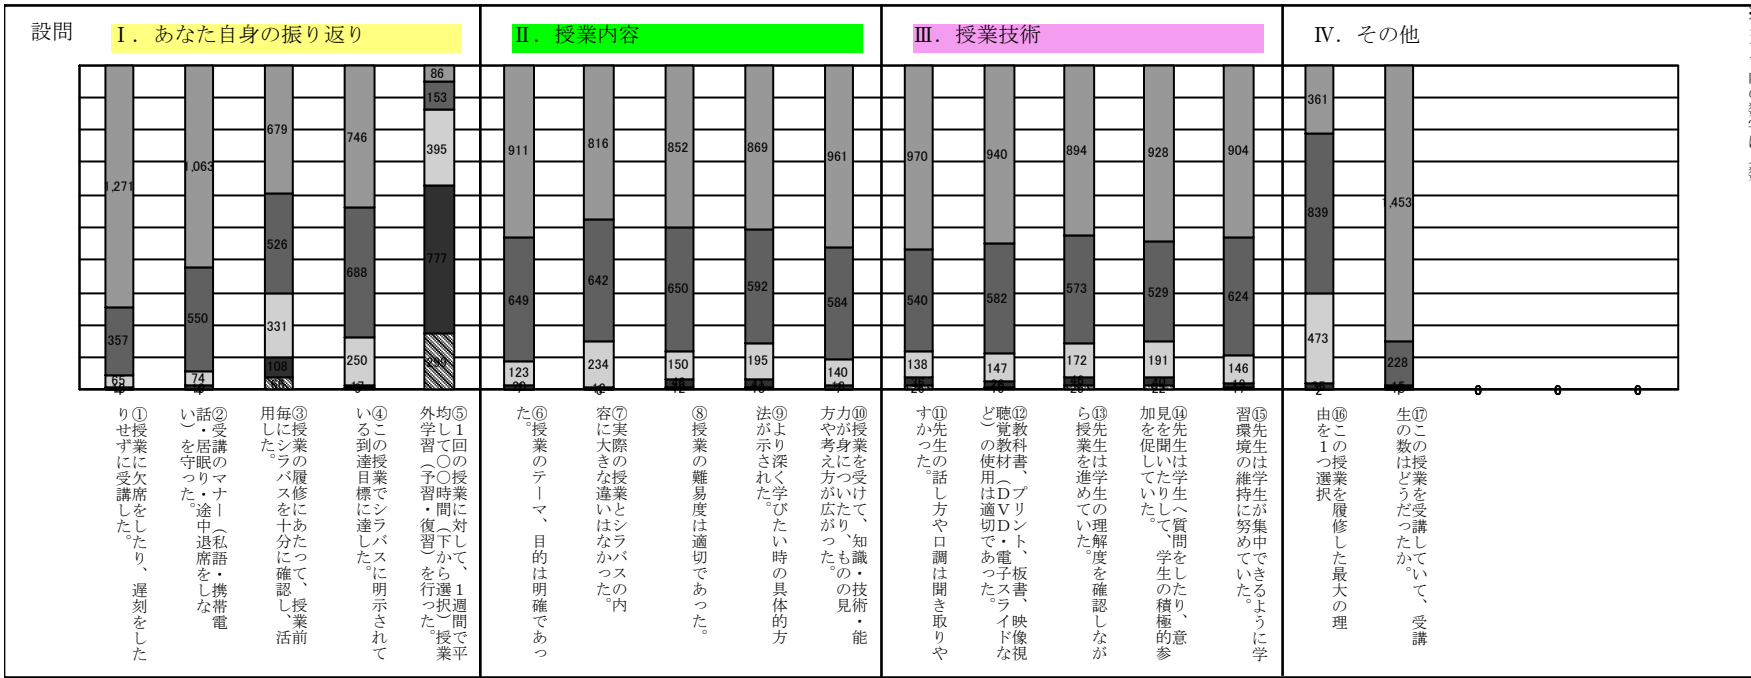 設問
Ⅰ．あなた自身の振り返り
Ⅱ．授業内容
Ⅲ．授業技術
Ⅳ．その他
1,271
357
65
1,063
550
74
679
526
331
108
68
746
688
250
86
153
395
777
299
911
649
123
816
642
234
852
650
150
869
592
195
961
584
140
970
540
138
940
582
147
894
573
172
928
529
191
904
624
146
361
839
473
2
1,453
228
0
0
0
①授業に欠席をしたり、遅刻をした
りせずに受講した。
②受講のマナー（私語・携帯電
話・居眠り・途中退席をしな
い）を守った。
③授業の履修にあたって、授業前
毎にシラバスを十分に確認し、活
用した。
④この授業でシラバスに明示されて
いる到達目標に達した。
⑤１回の授業に対して、１週間で平
均して〇〇時間（下から選択）授業
外学習（予習・復習）を行った。
⑥授業のテーマ、目的は明確であっ
た。
⑦実際の授業とシラバスの内
容に大きな違いはなかった。
⑧授業の難易度は適切であった。
⑨より深く学びたい時の具体的方
法が示された。
⑩授業を受けて、知識・技術・能
力が身についたり、ものの見
方や考え方が広がった。
⑪先生の話し方や口調は聞き取りや
すかった。
⑫教科書、プリント、板書、映像視
聴覚教材（ＤＶＤ・電子スライドな
ど）の使用は適切であった。
⑬先生は学生の理解度を確認しなが
ら授業を進めていた。
⑭先生は学生へ質問をしたり、意
見を聞いたりして、学生の積極的参
加を促していた。
⑮先生は学生が集中できるように学
習環境の維持に努めていた。
⑯この授業を履修した最大の理
由を１つ選択
⑰この授業を受講していて、受講
生の数はどうだったか。